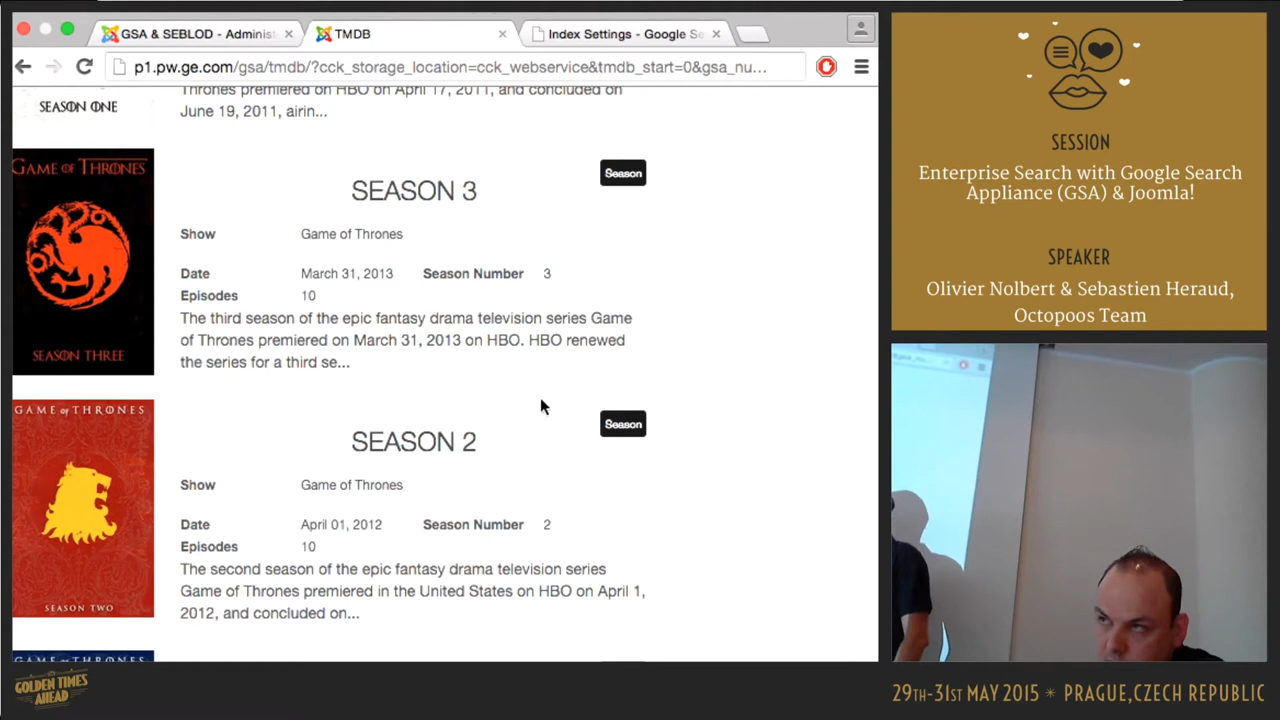 GSA & SEBLOD - Adminis
TMDB
Index Settings - Google Se
p1.pw.ge.com/gsa/tmdb/?cck_storage_location=cck_webservice&tmdb_start=0&gsa_nu...
Thrones premiered on HBO on April 17, 2011, and concluded on
June 19, 2011, airin...
SEASON ONE
GAME OF THRONES
SEASON THREE
SEASON 3
Season
Show Game of Thrones
Date March 31, 2013 Season Number 3
Episodes 10
The third season of the epic fantasy drama television series Game
of Thrones premiered on March 31, 2013 on HBO. HBO renewed
the series for a third se...
GAME of THRONES
SEASON TWO
SEASON 2
Season
Show Game of Thrones
Date April 01, 2012 Season Number 2
Episodes 10
The second season of the epic fantasy drama television series
Game of Thrones premiered in the United States on HBO on April 1,
2012, and concluded on...
GAME of THRONES
SESSION
Enterprise Search with Google Search
Appliance (GSA) & Joomla!
SPEAKER
Olivier Nolbert & Sebastien Heraud,
Octopoos Team
GOLDEN TIMES
AHEAD
29TH-31ST MAY 2015 * PRAGUE,CZECH REPUBLIC